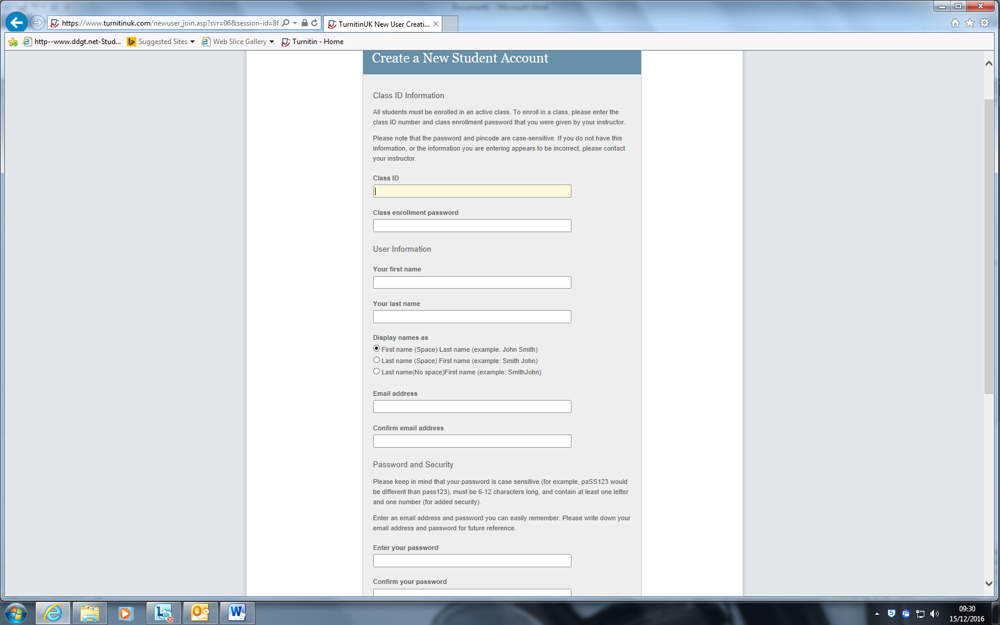 https://www.turnitinuk.com/newuser_join.asp?svr=06&session-id=8f
TurnitinUK New User Creati...
http--www.ddgt.net-Stud...
Suggested Sites
Web Slice Gallery
Turnitin - Home
Create a New Student Account
Class ID Information
All students must be enrolled in an active class. To enroll in a class, please enter the
class ID number and class enrollment password that you were given by your instructor.
Please note that the password and pincode are case-sensitive. If you do not have this
information, or the information you are entering appears to be incorrect, please contact
your instructor.
Class ID
Class enrollment password
User Information
Your first name
Your last name
Display names as
First name (Space) Last name (example: John Smith)
Last name (Space) First name (example: Smith John)
Last name(No space)First name (example: SmithJohn)
Email address
Confirm email address
Password and Security
Please keep in mind that your password is case sensitive (for example, paSS123 would
be different than pass123), must be 6-12 characters long, and contain at least one letter
and one number (for added security).
Enter an email address and password you can easily remember. Please write down your
email address and password for future reference.
Enter your password
Confirm your password
09:30
15/12/2016